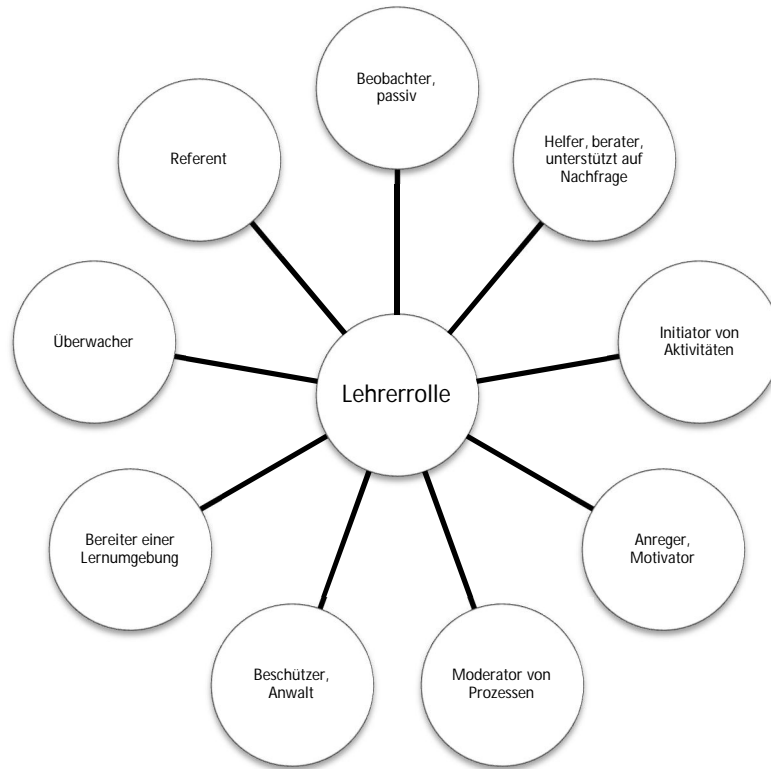 Beobachter,
passiv
Helfer, berater,
unterstützt auf
Nachfrage
Initiator von
Aktivitäten
Anreger,
Motivator
Moderator von
Prozessen
Beschützer,
Anwalt
Bereiter einer
Lernumgebung
Überwacher
Referent
Lehrerrolle